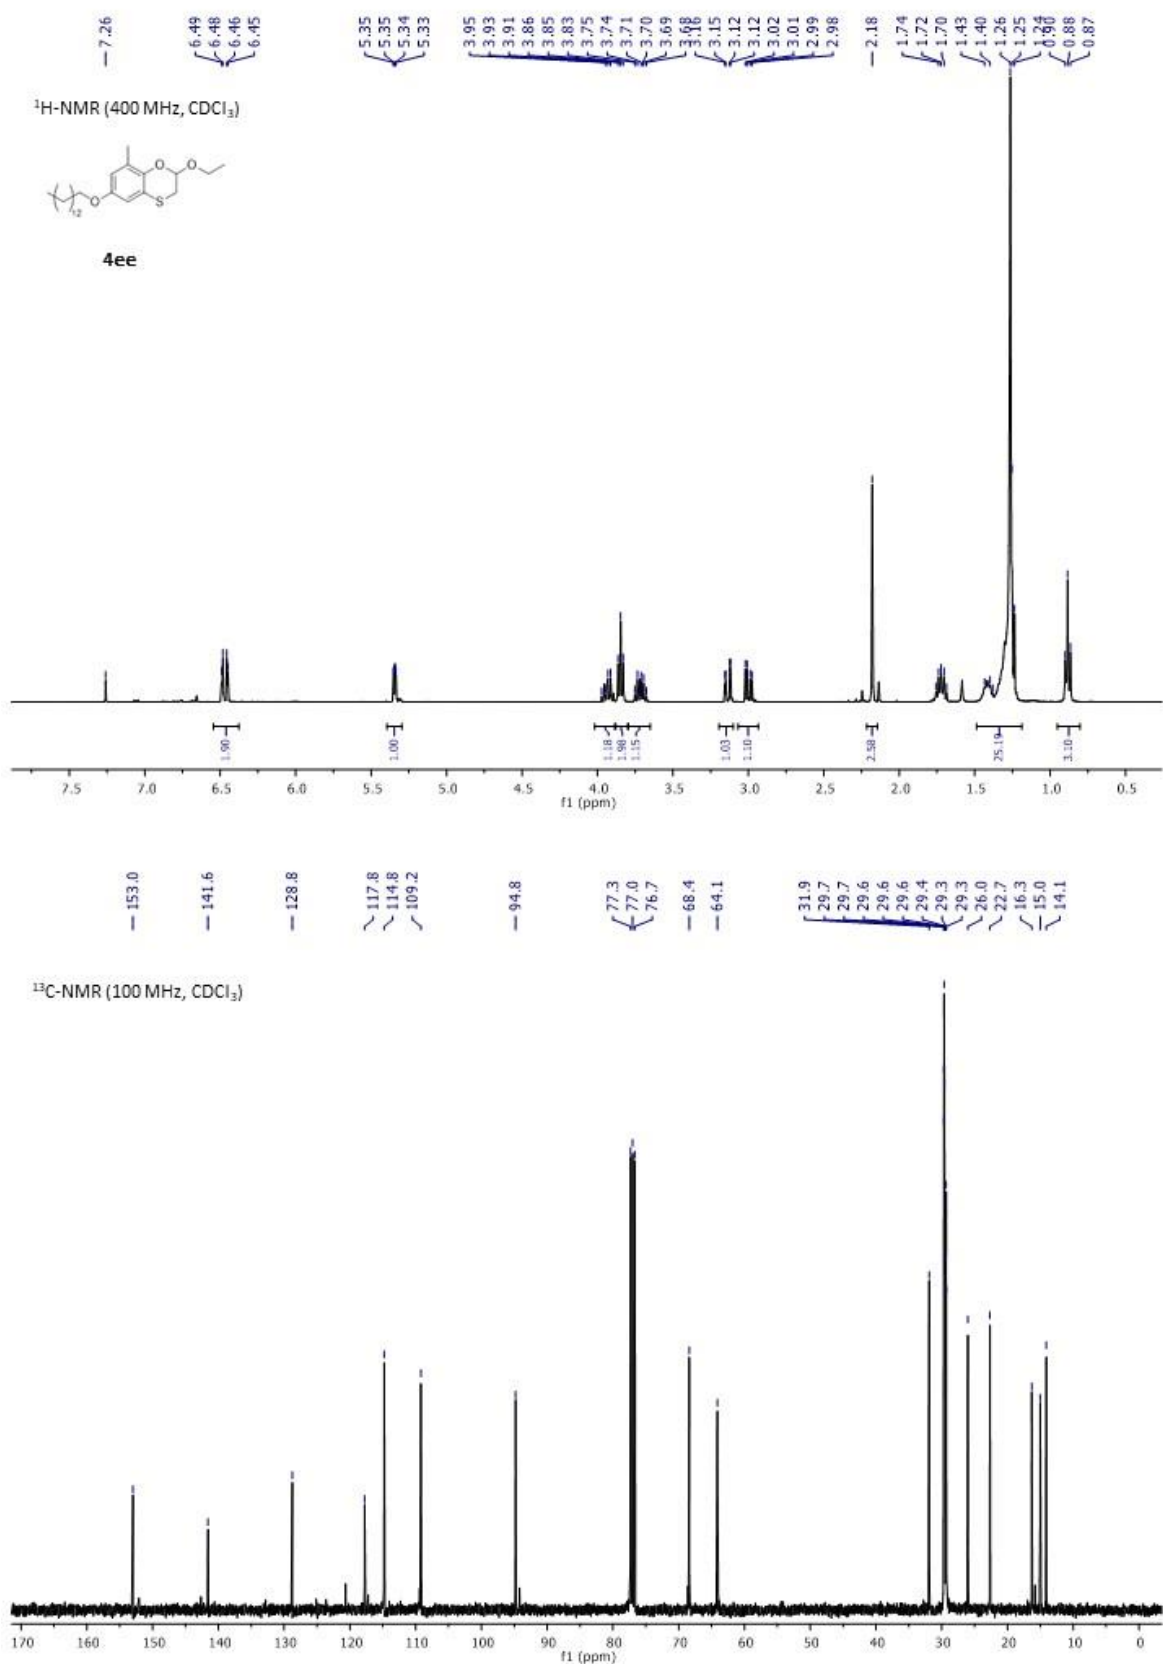 7.26 6.49 6.48 6.46 6.45 5.35 5.35 5.34 5.33 3.95 3.93 3.91 3.86 3.85 3.83 3.75 3.74 3.71 3.70 3.69 3.68 3.16 3.15 3.12 3.12 3.02 3.01 2.99 2.98 2.18 1.74 1.72 1.70 1.43 1.40 1.26 1.25 1.24 0.90 0.88 0.87
¹H-NMR (400 MHz, CDCl₃)
O O
12 O S
4ee
1.90 1.00 1.18 1.98 1.15 1.03 1.10 2.58 25.19 3.10
7.5 7.0 6.5 6.0 5.5 5.0 4.5 4.0 3.5 3.0 2.5 2.0 1.5 1.0 0.5
f1 (ppm)
153.0 141.6 128.8 117.8 114.8 109.2 94.8 77.3 77.0 76.7 68.4 64.1 31.9 29.7 29.7 29.6 29.6 29.6 29.4 29.3 29.3 26.0 22.7 16.3 15.0 14.1
¹³C-NMR (100 MHz, CDCl₃)
170 160 150 140 130 120 110 100 90 80 70 60 50 40 30 20 10 0
f1 (ppm)